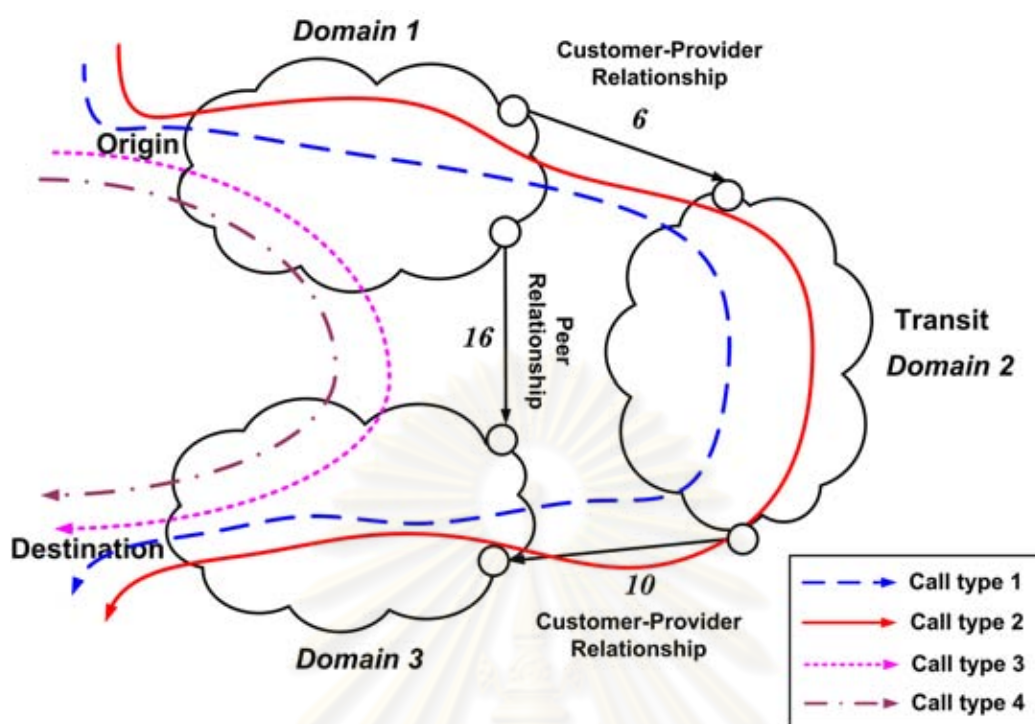 Domain 1
Customer-Provider
Relationship
6
Origin
Peer
Relationship
16
Transit
Domain 2
Destination
10
Customer-Provider
Relationship
Domain 3
Call type 1
Call type 2
Call type 3
Call type 4